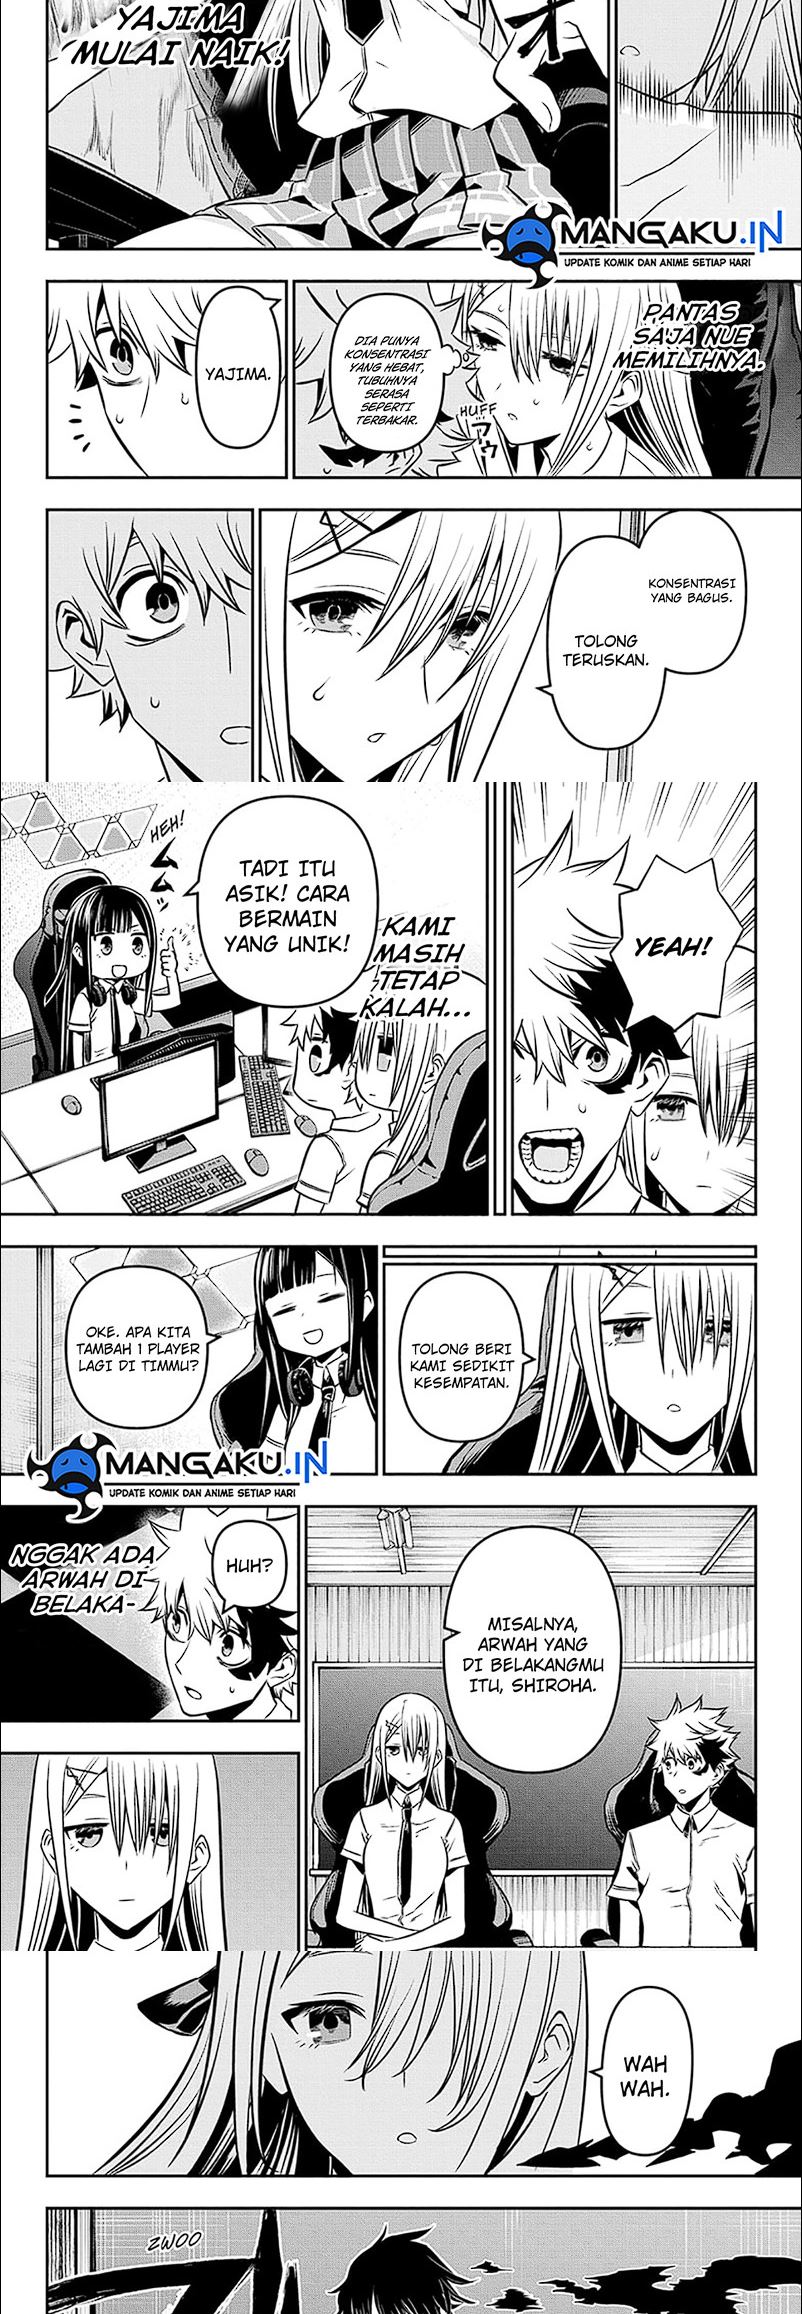 YAJIMA
MULAI NAIK!
MANGAKU.IN
UPDATE KOMIK DAN ANIME SETIAP HARI
PANTAS
SAJA NUE
MEMILIHNYA.
DIA PUNYA
KONSENTRASI
YANG HEBAT,
TUBUHNYA
SERASA
SEPERTI
TERBAKAR.
HUFF
YAJIMA.
KONSENTRASI
YANG BAGUS.
TOLONG
TERUSKAN.
YEAH!
TADI ITU
ASIK! CARA
BERMAIN
YANG UNIK!
HEH!
KAMI
MASIH
TETAP
KALAH...
TOLONG BERI
KAMI SEDIKIT
KESEMPATAN.
OKE. APA KITA
TAMBAH 1 PLAYER
LAGI DI TIMMU?
MANGAKU.IN
UPDATE KOMIK DAN ANIME SETIAP HARI
MISALNYA,
ARWAH YANG
DI BELAKANGMU
ITU, SHIROHA.
HUH?
NGGAK ADA
ARWAH DI
BELAKA-
WAH
WAH.
ZWOO